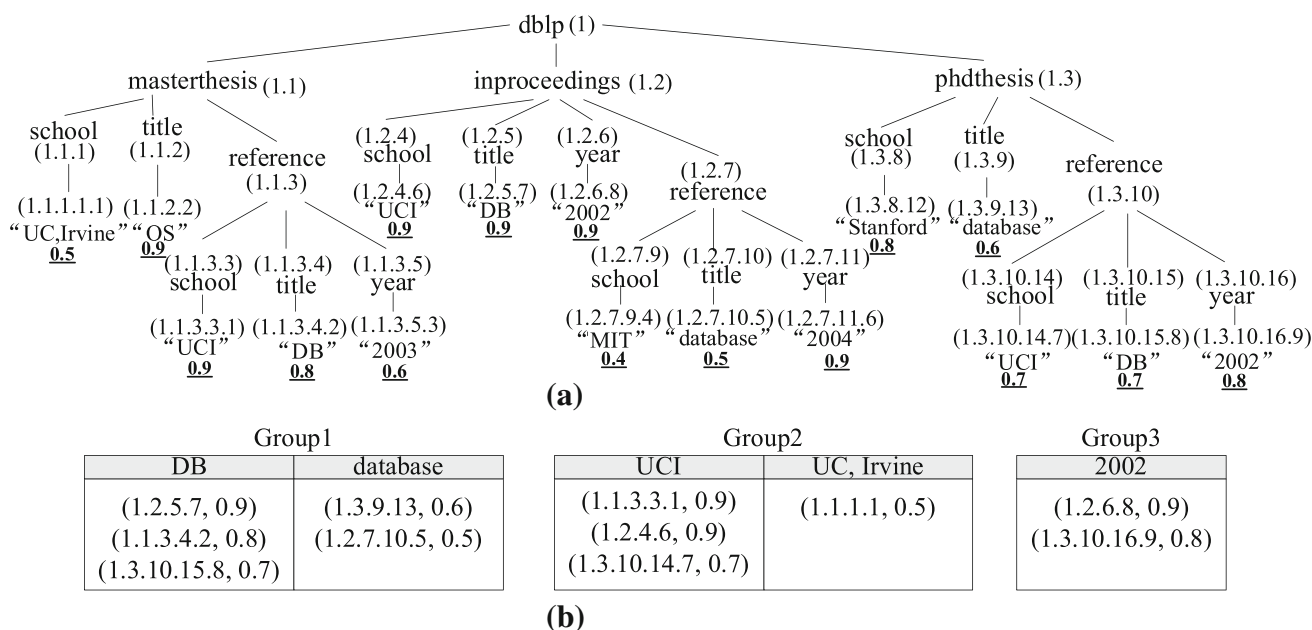 dblp (1)
masterthesis (1.1)
inproceedings (1.2)
phdthesis (1.3)
school
(1.1.1)
title
(1.1.2)
reference
(1.1.3)
(1.2.4)
school
(1.2.5)
title
(1.2.6)
year
(1.2.7)
reference
school
(1.3.8)
title
(1.3.9)
reference
(1.3.10)
(1.1.1.1.1)
“UC,Irvine”
0.5
(1.1.2.2)
“OS”
0.9
(1.2.4.6)
“UCI”
0.9
(1.2.5.7)
“DB”
0.9
(1.2.6.8)
“2002”
0.9
(1.3.8.12)
“Stanford”
0.8
(1.3.9.13)
“database”
0.6
(1.1.3.3)
school
(1.1.3.4)
title
(1.1.3.5)
year
(1.2.7.9)
school
(1.2.7.10)
title
(1.2.7.11)
year
(1.3.10.14)
school
(1.3.10.15)
title
(1.3.10.16)
year
(1.1.3.3.1)
“UCI”
0.9
(1.1.3.4.2)
“DB”
0.8
(1.1.3.5.3)
“2003”
0.6
(1.2.7.9.4)
“MIT”
0.4
(1.2.7.10.5)
“database”
0.5
(1.2.7.11.6)
“2004”
0.9
(1.3.10.14.7)
“UCI”
0.7
(1.3.10.15.8)
“DB”
0.7
(1.3.10.16.9)
“2002”
0.8
(a)
Group1
DB
database
(1.2.5.7, 0.9)
(1.3.9.13, 0.6)
(1.1.3.4.2, 0.8)
(1.2.7.10.5, 0.5)
(1.3.10.15.8, 0.7)
Group2
UCI
UC, Irvine
(1.1.3.3.1, 0.9)
(1.1.1.1, 0.5)
(1.2.4.6, 0.9)
(1.3.10.14.7, 0.7)
Group3
2002
(1.2.6.8, 0.9)
(1.3.10.16.9, 0.8)
(b)